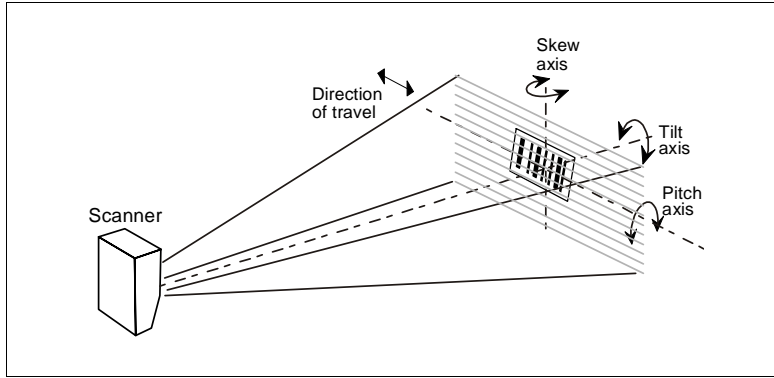 Skew
axis
Direction
of travel
Tilt
axis
Pitch
axis
Scanner